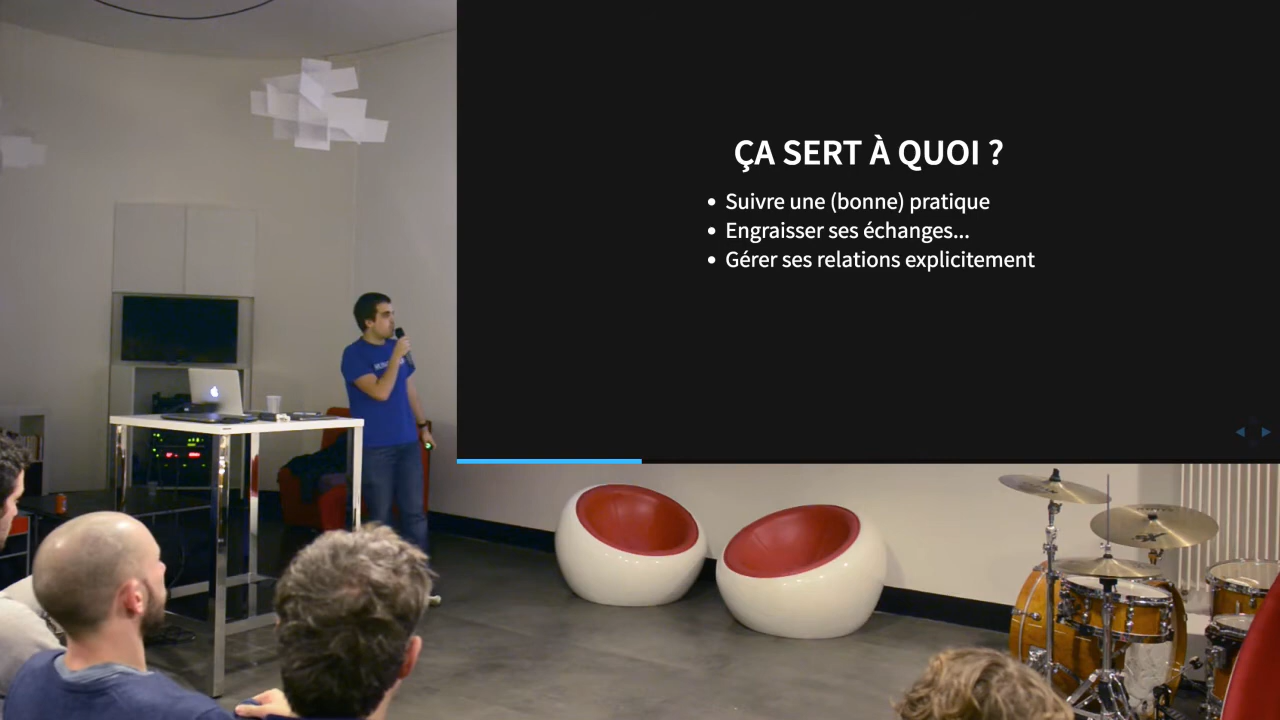 ÇA SERT À QUOI ?
• Suivre une (bonne) pratique
• Engraisser ses échanges...
• Gérer ses relations explicitement